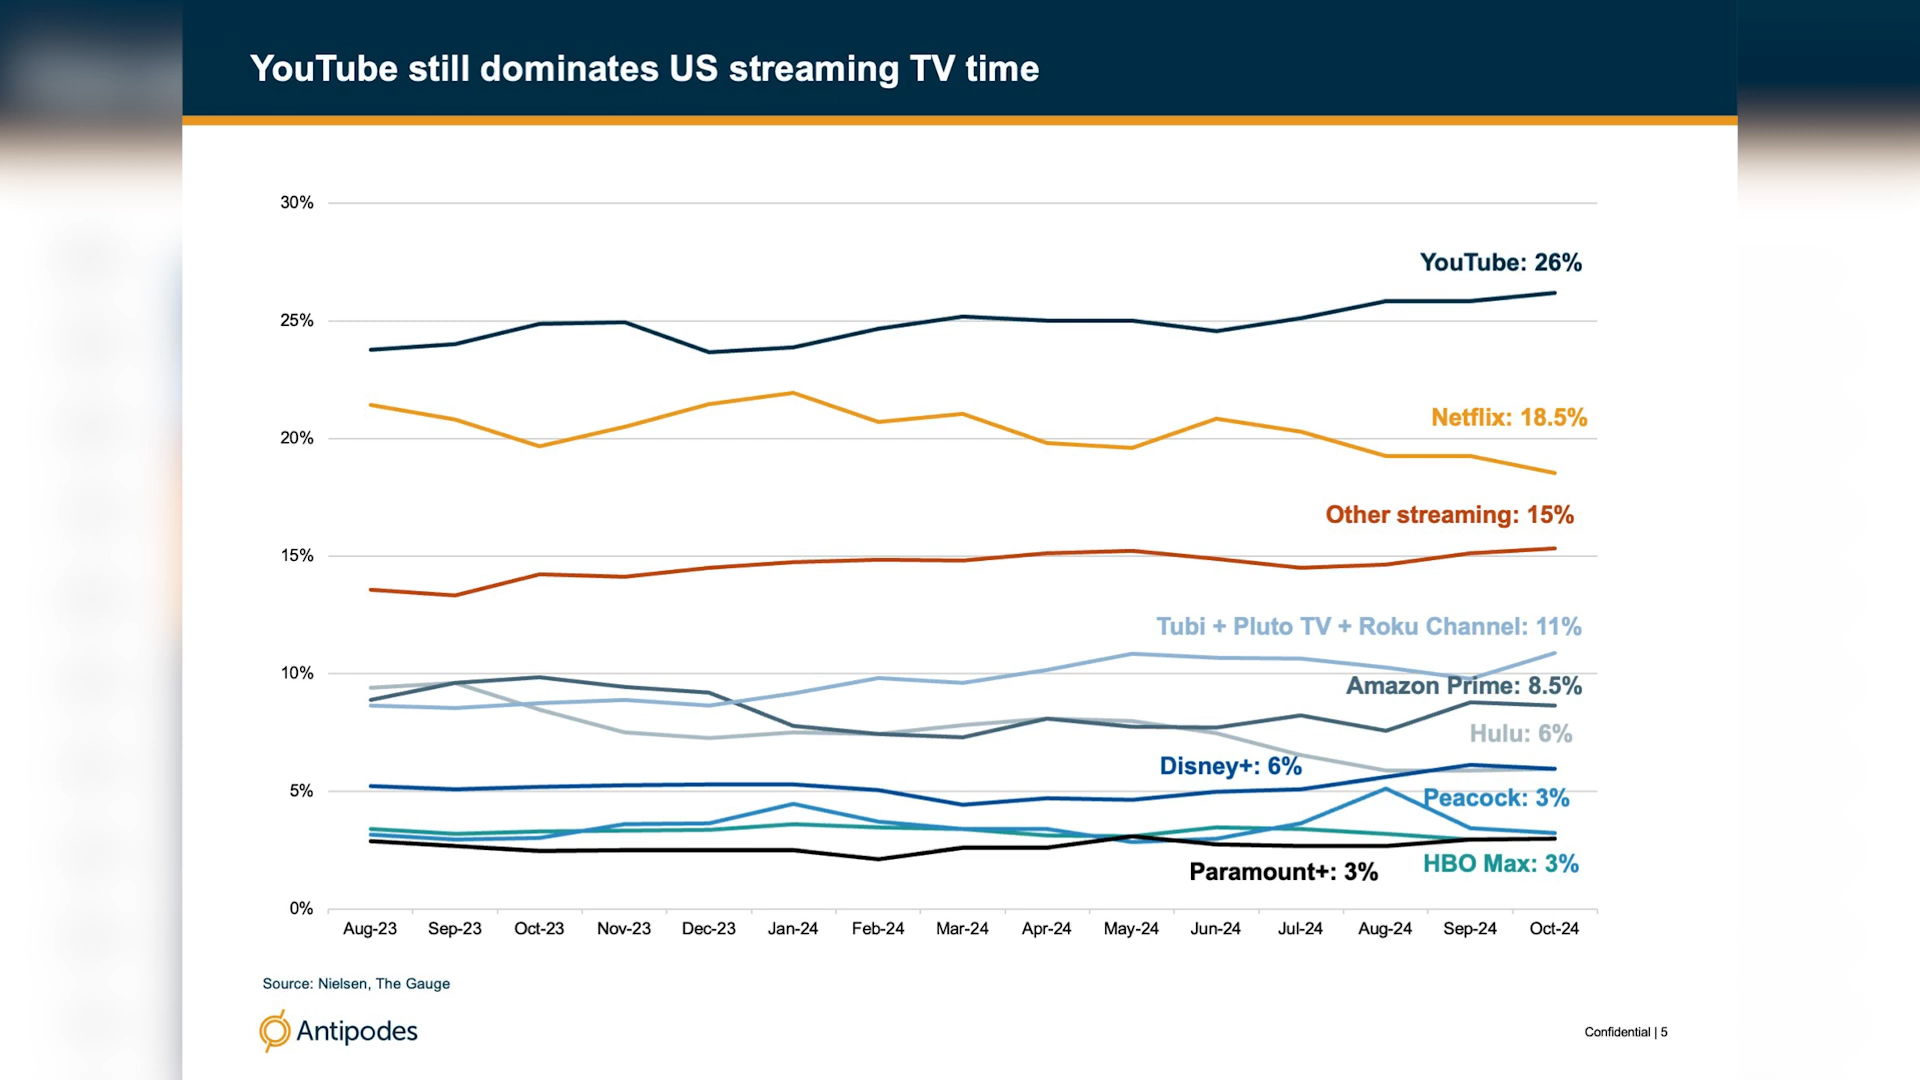 YouTube still dominates US streaming TV time
30%
YouTube: 26%
25%
Netflix: 18.5%
20%
Other streaming: 15%
15%
Tubi + Pluto TV + Roku Channel: 11%
10%
Amazon Prime: 8.5%
Hulu: 6%
Disney+: 6%
5%
Peacock: 3%
HBO Max: 3%
Paramount+: 3%
0%
Aug-23 Sep-23 Oct-23 Nov-23 Dec-23 Jan-24 Feb-24 Mar-24 Apr-24 May-24 Jun-24 Jul-24 Aug-24 Sep-24 Oct-24
Source: Nielsen, The Gauge
Antipodes
Confidential | 5